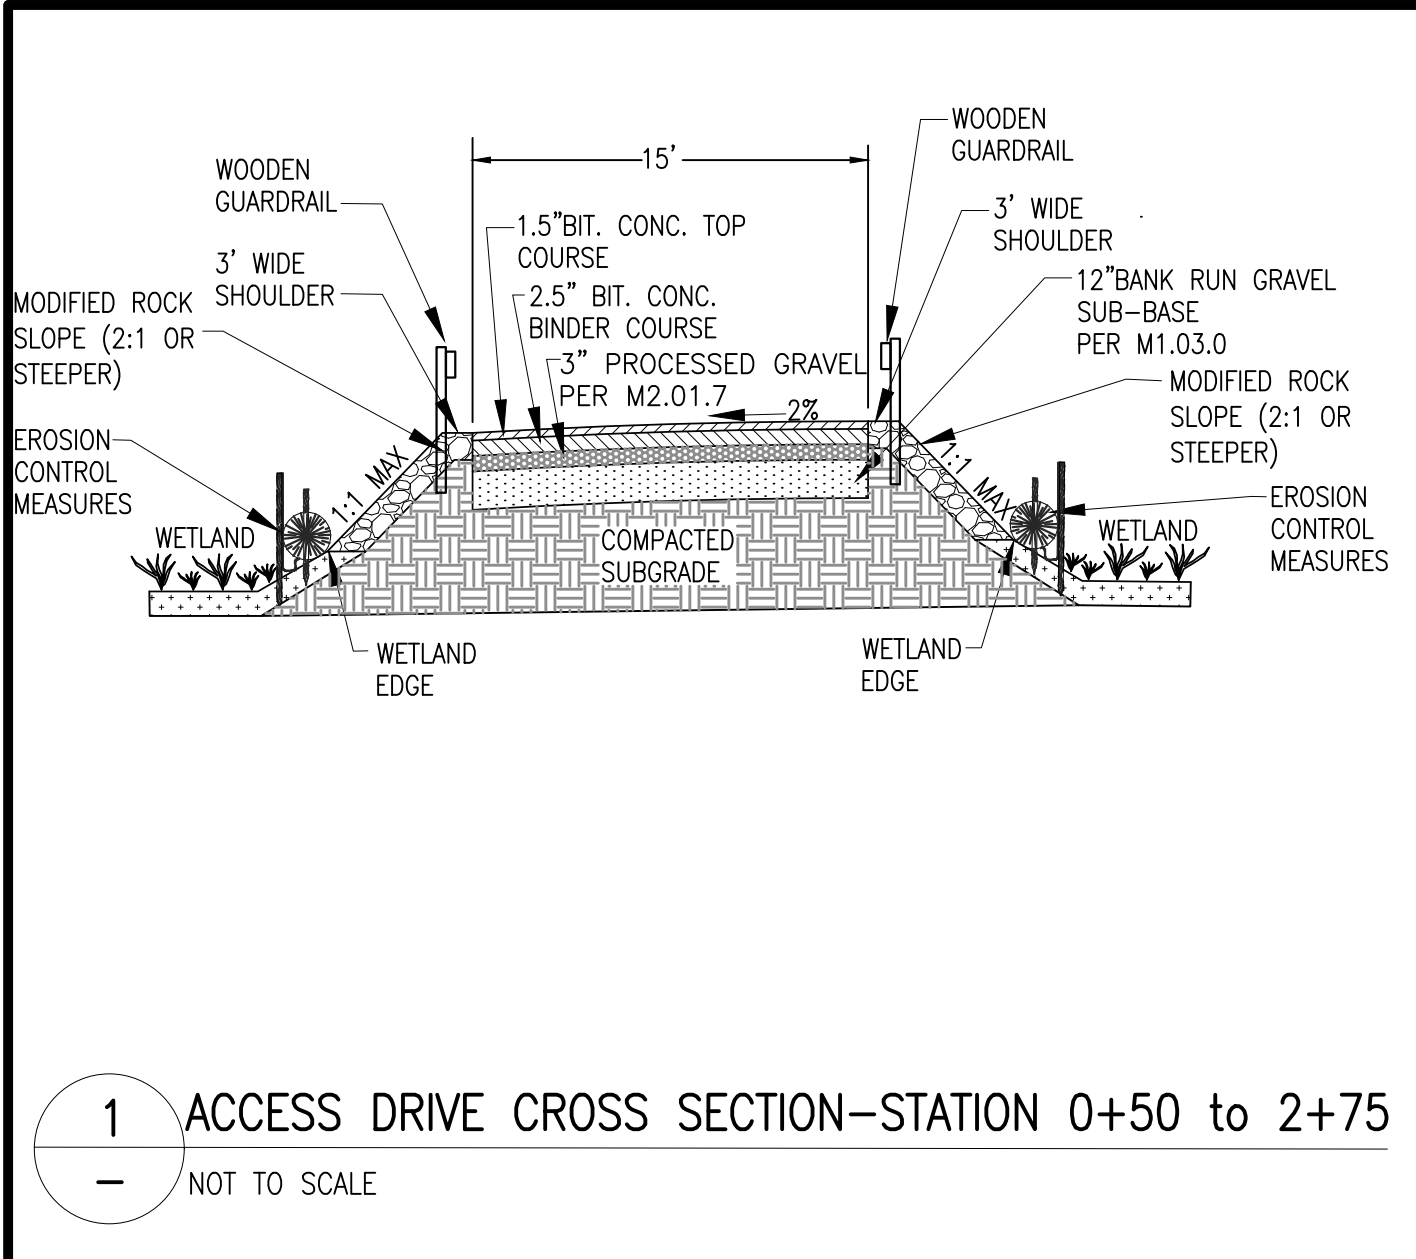 WOODEN
GUARDRAIL
15'
WOODEN
GUARDRAIL
3' WIDE
SHOULDER
1.5"BIT. CONC. TOP
COURSE
3' WIDE
SHOULDER
MODIFIED ROCK
SLOPE (2:1 OR
STEEPER)
2.5" BIT. CONC.
BINDER COURSE
12"BANK RUN GRAVEL
SUB-BASE
PER M1.03.0
3" PROCESSED GRAVEL
PER M2.01.7
2%
MODIFIED ROCK
SLOPE (2:1 OR
STEEPER)
EROSION
CONTROL
MEASURES
1:1 MAX
1:1 MAX
EROSION
CONTROL
MEASURES
WETLAND
COMPACTED
SUBGRADE
WETLAND
WETLAND
EDGE
WETLAND
EDGE
1
ACCESS DRIVE CROSS SECTION-STATION 0+50 to 2+75
-
NOT TO SCALE